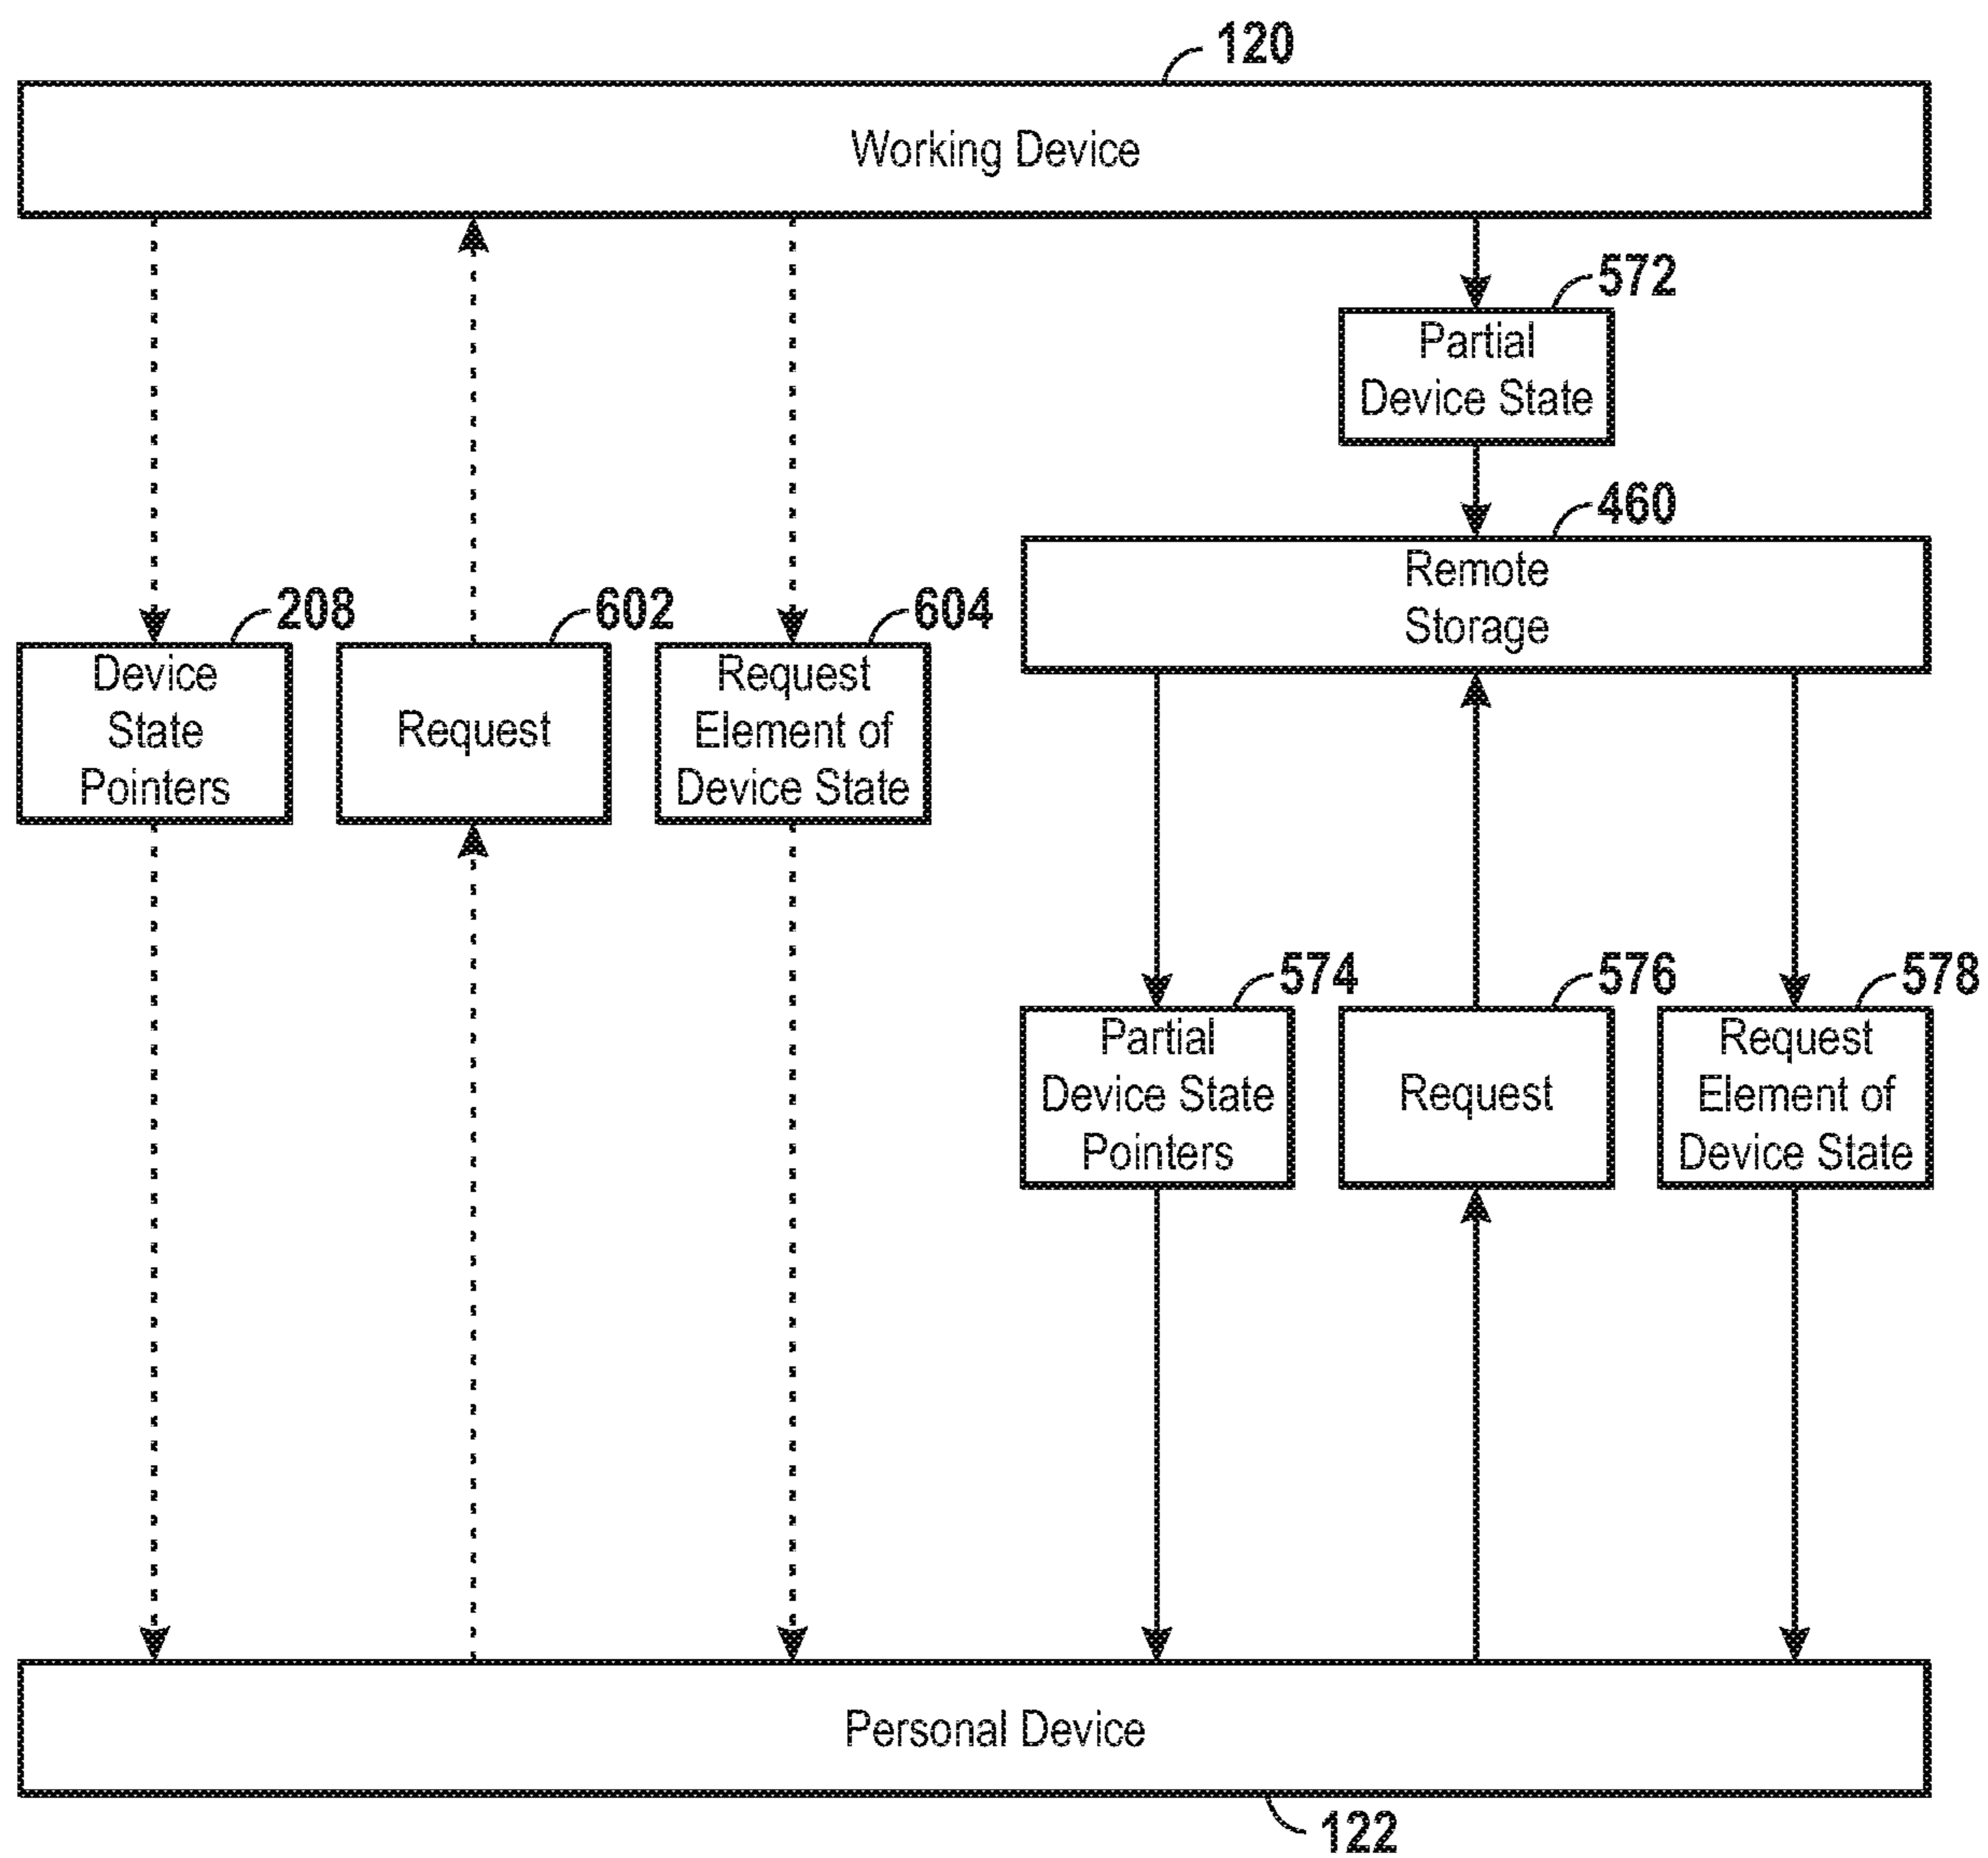 120
Working Device
572
Partial
Device State
460
Remote
Storage
208
Device
State
Pointers
602
Request
604
Request
Element of
Device State
574
Partial
Device State
Pointers
576
Request
578
Request
Element of
Device State
Personal Device
122